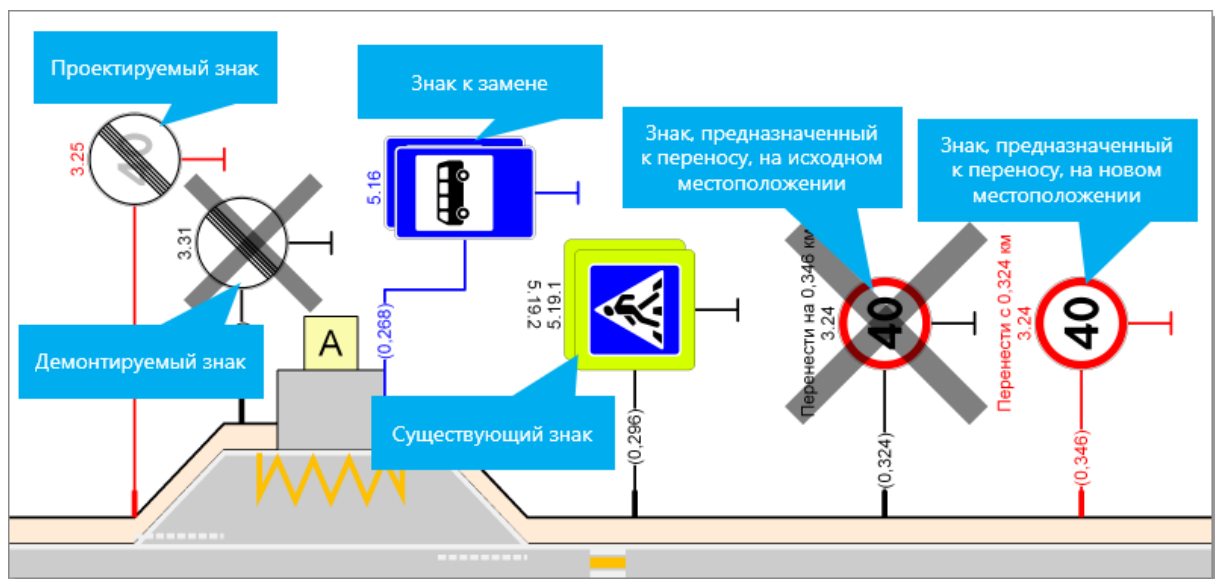 Проектируемый знак
Знак к замене
Знак, предназначенный
к переносу, на исходном
местоположении
Знак, предназначенный
к переносу, на новом
местоположении
3.25
40
3.31
5.16
(0,268)
A
Демонтируемый знак
5.19.1
5.19.2
Существующий знак
(0,296)
Перенести на 0,346 км
3.24
40
(0,324)
Перенести с 0,324 км
3.24
40
(0,346)